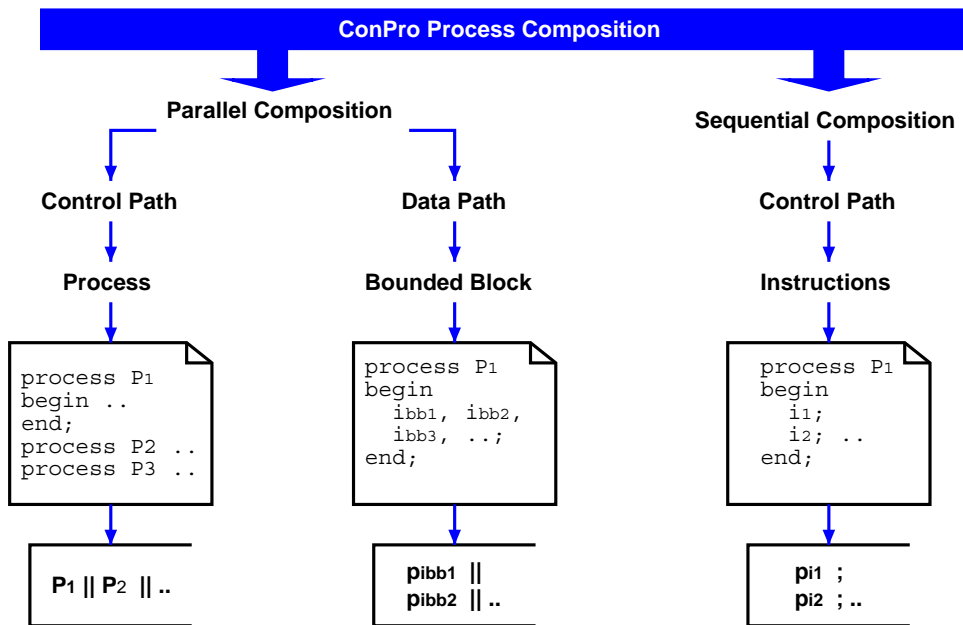 ConPro Process Composition
Parallel Composition
Sequential Composition
Control Path
Data Path
Control Path
Process
Bounded Block
Instructions
process P1
begin ..
end;
process P2 ..
process P3 ..
process P1
begin
ibb1, ibb2,
ibb3, ..;
end;
process P1
begin
i1;
i2; ..
end;
P1 || P2 || ..
pibb1 ||
pibb2 || ..
pi1 ;
pi2 ; ..